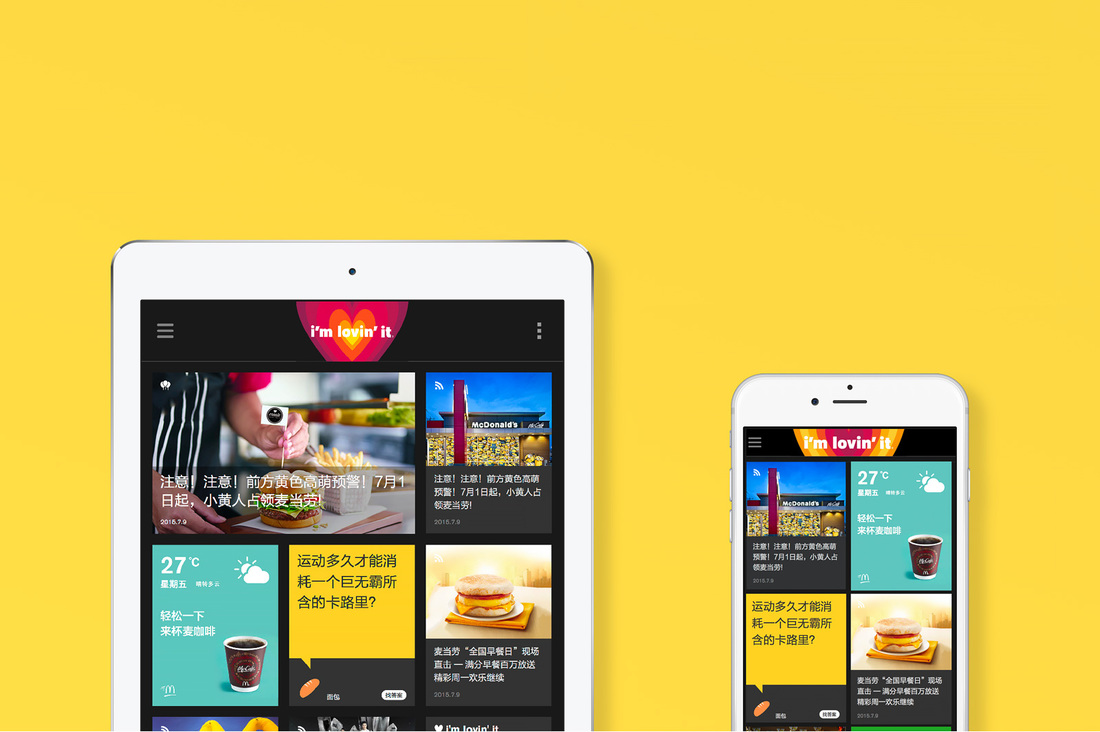 i'm lovin' it
注意！注意！前方黄色高萌预警！7月1
日起，小黄人占领麦当劳!
2015.7.9
McDonald's
注意！注意！前方黄色高萌
预警！7月1日起，小黄人占
领麦当劳!
2015.7.9
27℃
星期五 晴转多云
轻松一下
来杯麦咖啡
McCafé
运动多久才能消
耗一个巨无霸所
含的卡路里?
面包
找答案
麦当劳“全国早餐日”现场
直击 — 满分早餐百万放送
精彩周一欢乐继续
2015.7.9
i'm lovin' it
i'm lovin' it
McDonald's
注意！注意！前方黄色高萌
预警！7月1日起，小黄人占
领麦当劳!
2015.7.9
27℃
星期五 晴转多云
轻松一下
来杯麦咖啡
McCafé
运动多久才能消
耗一个巨无霸所
含的卡路里?
面包
找答案
麦当劳“全国早餐日”现场
直击 — 满分早餐百万放送
精彩周一欢乐继续
2015.7.9